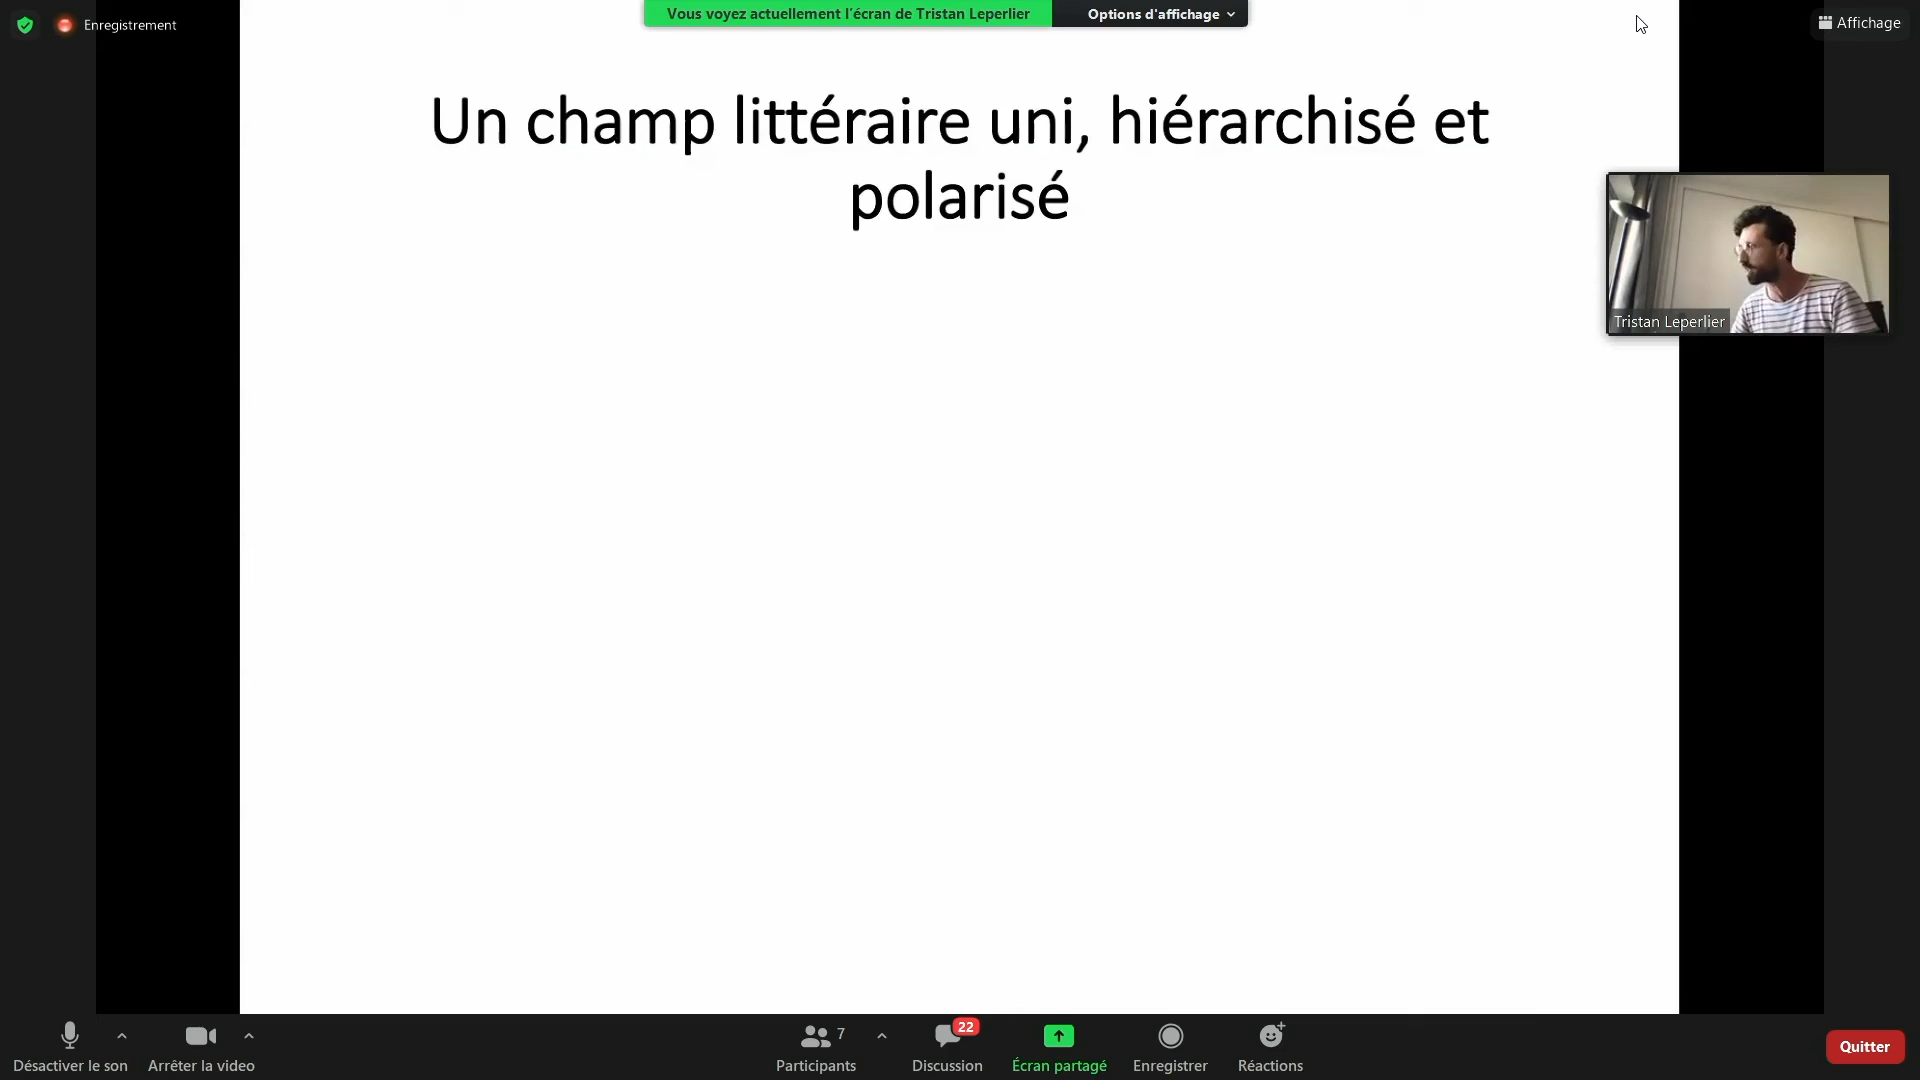 Enregistrement
Vous voyez actuellement l'écran de Tristan Leperlier
Options d'affichage
Affichage
Un champ littéraire uni, hiérarchisé et
polarisé
Tristan Leperlier
Désactiver le son
Arrêter la video
7
Participants
22
Discussion
Écran partagé
Enregistrer
Réactions
Quitter